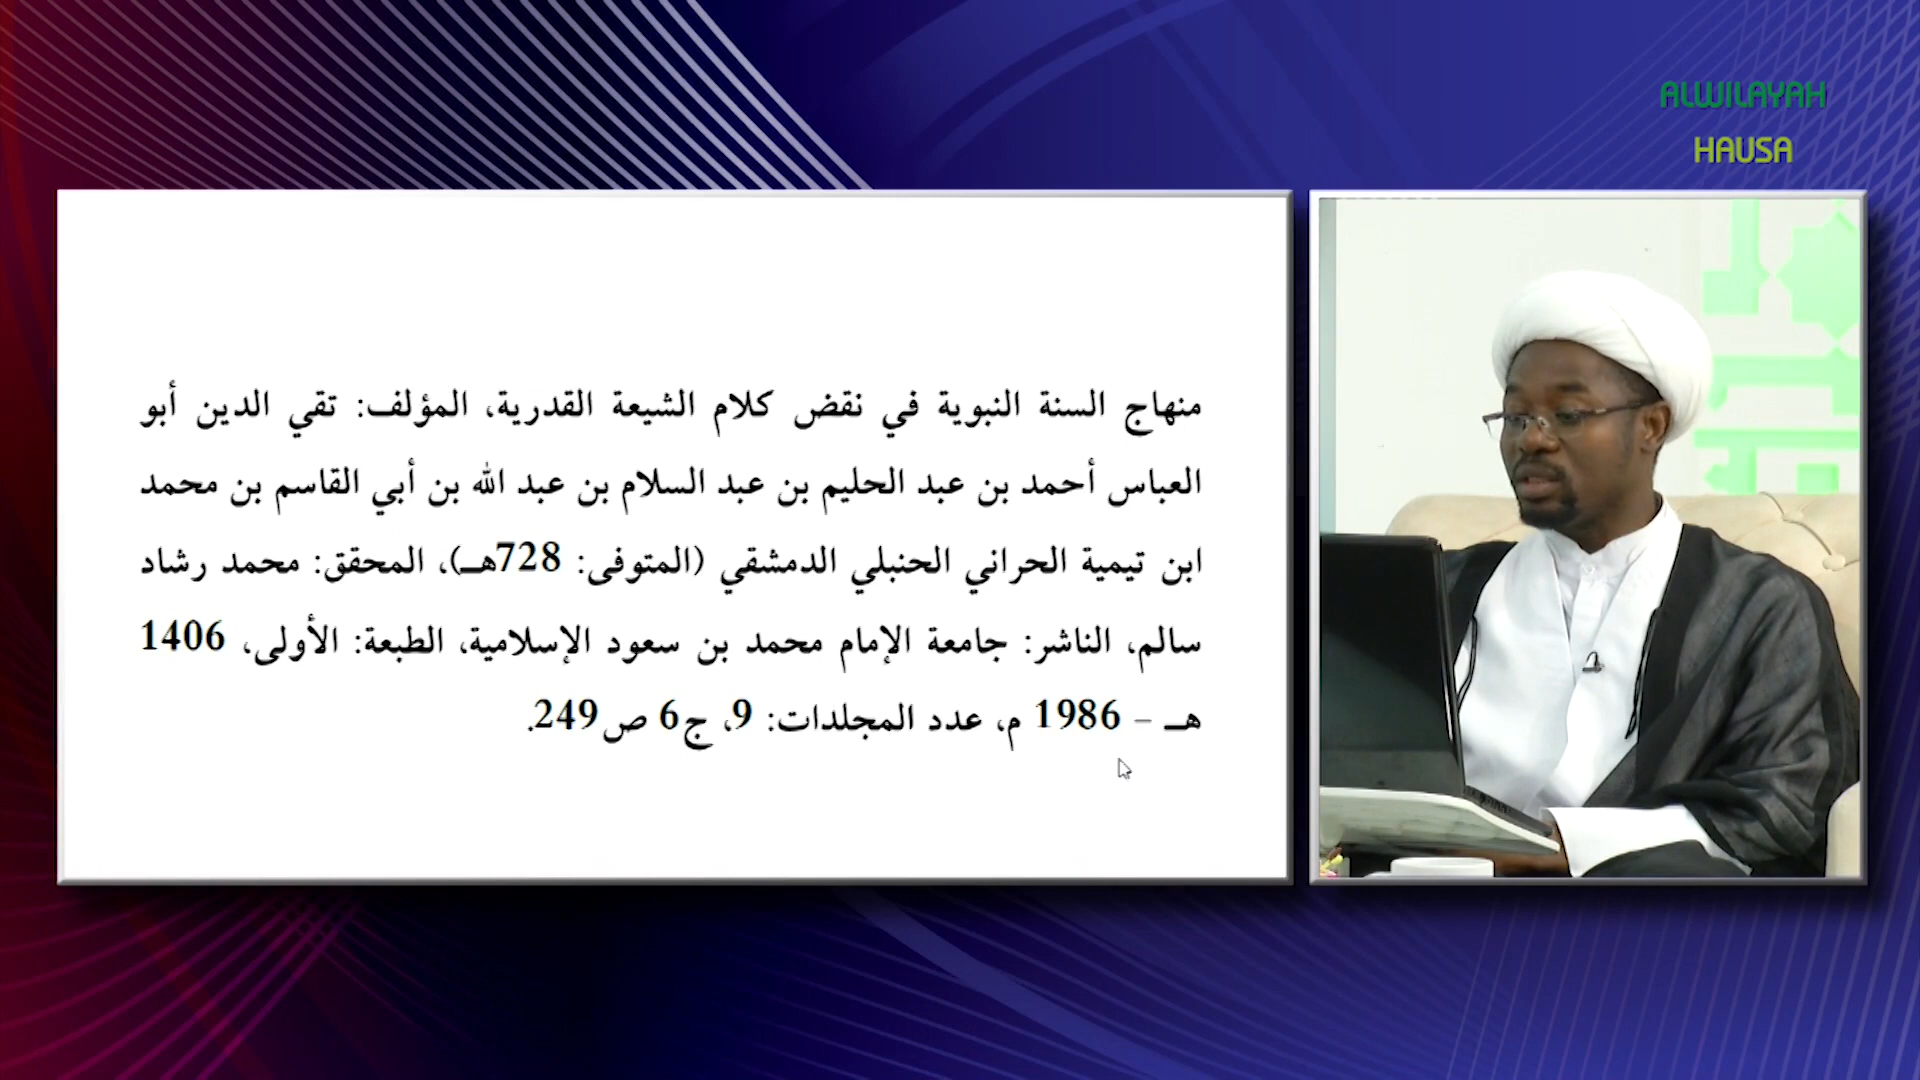 ALWILAYAH
HAUSA
منهاج السنة النبوية في نقض كلام الشيعة القدرية، المؤلف: تقي الدين أبو
العباس أحمد بن عبد الحليم بن عبد السلام بن عبد الله بن أبي القاسم بن محمد
ابن تيمية الحراني الحنبلي الدمشقي (المتوفى: 728هـ)، المحقق: محمد رشاد
سالم، الناشر: جامعة الإمام محمد بن سعود الإسلامية، الطبعة: الأولى، 1406
هـ – 1986 م، عدد المجلدات: 9، ج6 ص249.